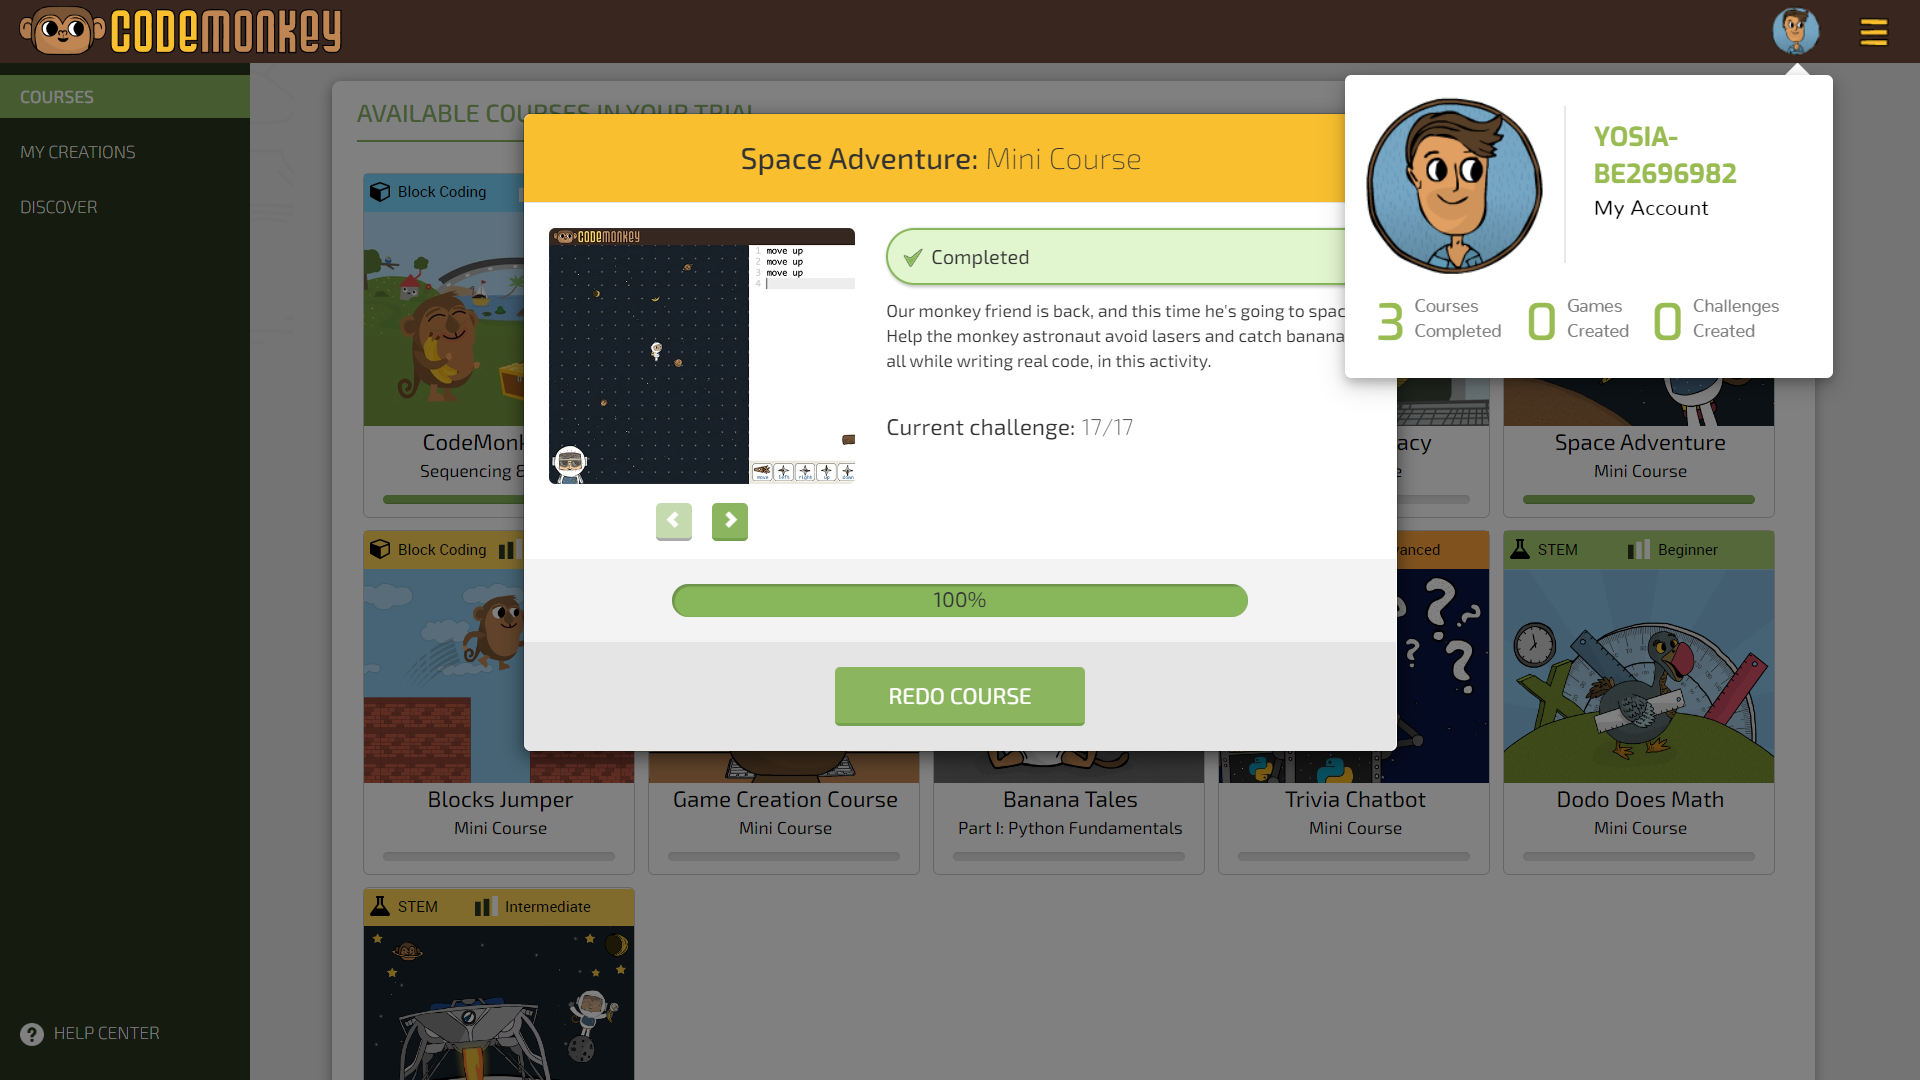 CODEMONKEY
COURSES
MY CREATIONS
DISCOVER
HELP CENTER
AVAILABLE COURSES IN YOUR TRIAL
Block Coding
Space Adventure: Mini Course
CODEMONKEY
1 move up
2 move up
3 move up
4
move left right up down
Completed
Our monkey friend is back, and this time he's going to spac
Help the monkey astronaut avoid lasers and catch banana
all while writing real code, in this activity.
Current challenge: 17/17
100%
REDO COURSE
YOSIA-
BE2696982
My Account
3 Courses Completed
0 Games Created
0 Challenges Created
CodeMonk
Sequencing &
acy
Space Adventure
Mini Course
Block Coding
anced
STEM Beginner
Blocks Jumper
Mini Course
Game Creation Course
Mini Course
Banana Tales
Part I: Python Fundamentals
Trivia Chatbot
Mini Course
Dodo Does Math
Mini Course
STEM Intermediate